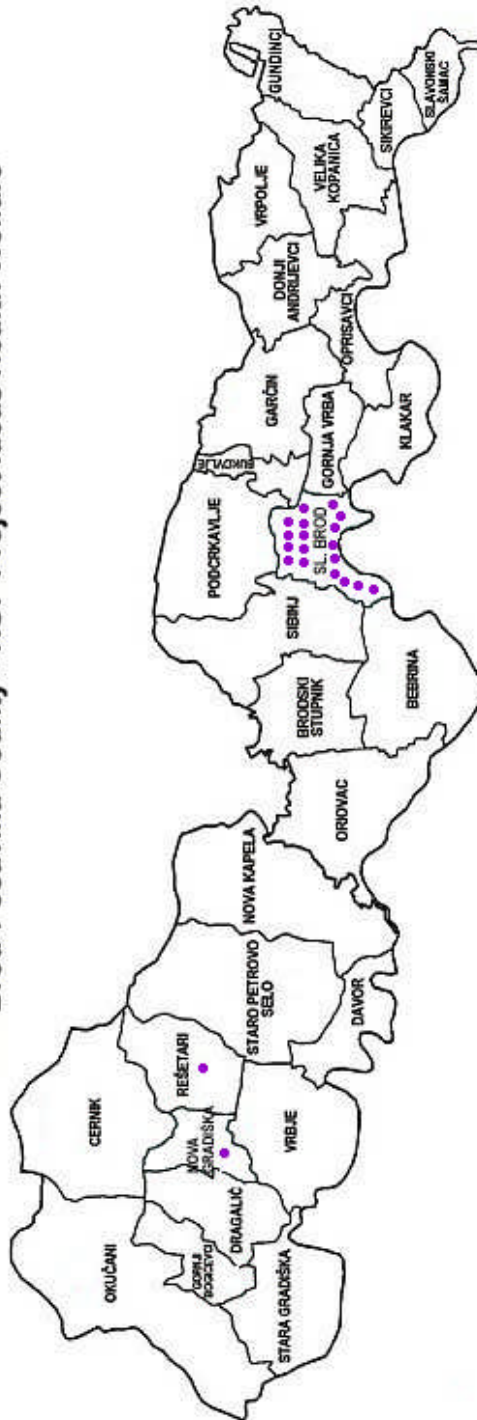 OKUČANI
CERNIK
GORNJI
BOGIĆEVCI
DRAGALIĆ
STARA GRADIŠKA
NOVA
GRADIŠKA
REŠETARI
VRBJE
STARO PETROVO
SELO
NOVA KAPELA
DAVOR
ORIOVAC
BRODSKI
STUPNIK
BEBRINA
SIBINJ
PODCRKAVLJE
SL. BROD
BUKOVLJE
GORNJA VRBA
GARČIN
KLAKAR
OPRISAVCI
DONJI
ANDRIJEVCI
VRPOLJE
VELIKA
KOPANICA
GUNDINCI
SIKIREVCI
SLAVONSKI
ŠAMAC